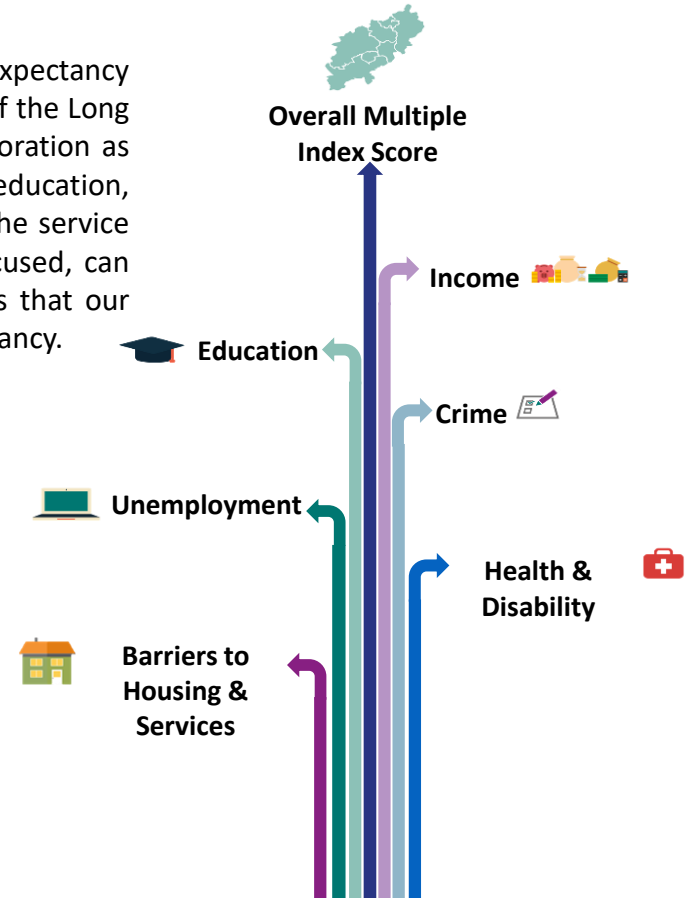 xpectancy
f the Long
oration as
education,
he service
cused, can
s that our
ancy.
Overall Multiple
Index Score
Income
Education
Crime
Unemployment
Health &
Disability
Barriers to
Housing &
Services